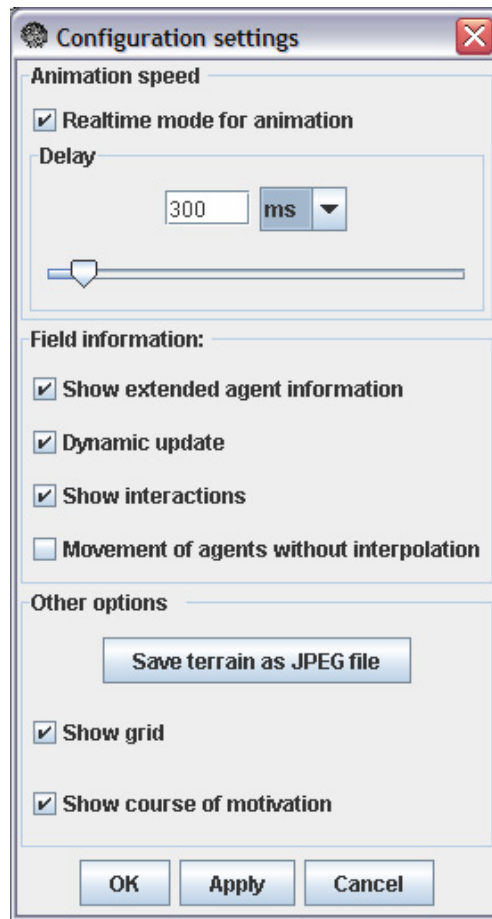 Configuration settings
Animation speed
Realtime mode for animation
Delay
300 ms
Field information:
Show extended agent information
Dynamic update
Show interactions
Movement of agents without interpolation
Other options
Save terrain as JPEG file
Show grid
Show course of motivation
OK Apply Cancel